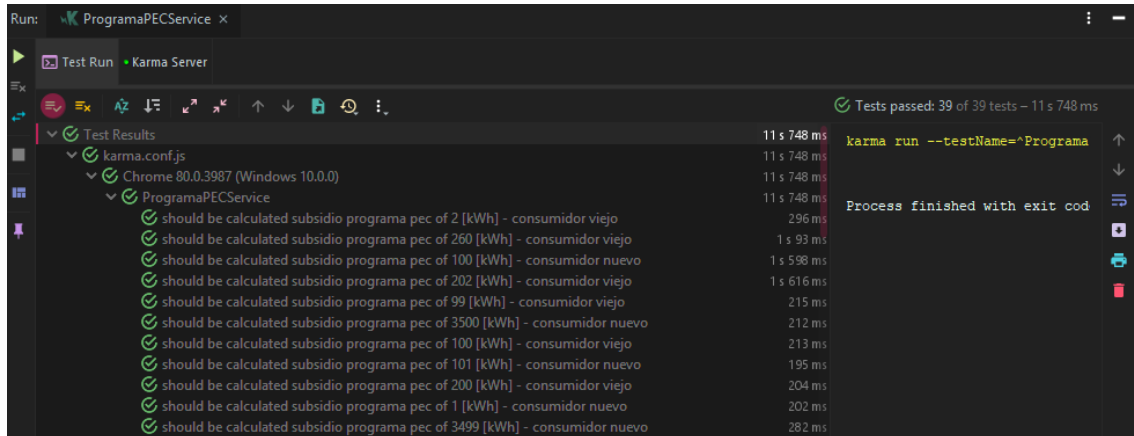 Run: ProgramaPECService ×
Test Run Karma Server
Tests passed: 39 of 39 tests – 11 s 748 ms
Test Results 11 s 748 ms
karma.conf.js 11 s 748 ms
Chrome 80.0.3987 (Windows 10.0.0) 11 s 748 ms
ProgramaPECService 11 s 748 ms
should be calculated subsidio programa pec of 2 [kWh] - consumidor viejo 296 ms
should be calculated subsidio programa pec of 260 [kWh] - consumidor viejo 1 s 93 ms
should be calculated subsidio programa pec of 100 [kWh] - consumidor nuevo 1 s 598 ms
should be calculated subsidio programa pec of 202 [kWh] - consumidor viejo 1 s 616 ms
should be calculated subsidio programa pec of 99 [kWh] - consumidor viejo 215 ms
should be calculated subsidio programa pec of 3500 [kWh] - consumidor nuevo 212 ms
should be calculated subsidio programa pec of 100 [kWh] - consumidor viejo 213 ms
should be calculated subsidio programa pec of 101 [kWh] - consumidor nuevo 195 ms
should be calculated subsidio programa pec of 200 [kWh] - consumidor viejo 204 ms
should be calculated subsidio programa pec of 1 [kWh] - consumidor nuevo 202 ms
should be calculated subsidio programa pec of 3499 [kWh] - consumidor nuevo 282 ms
karma run --testName=^Programa
Process finished with exit cod